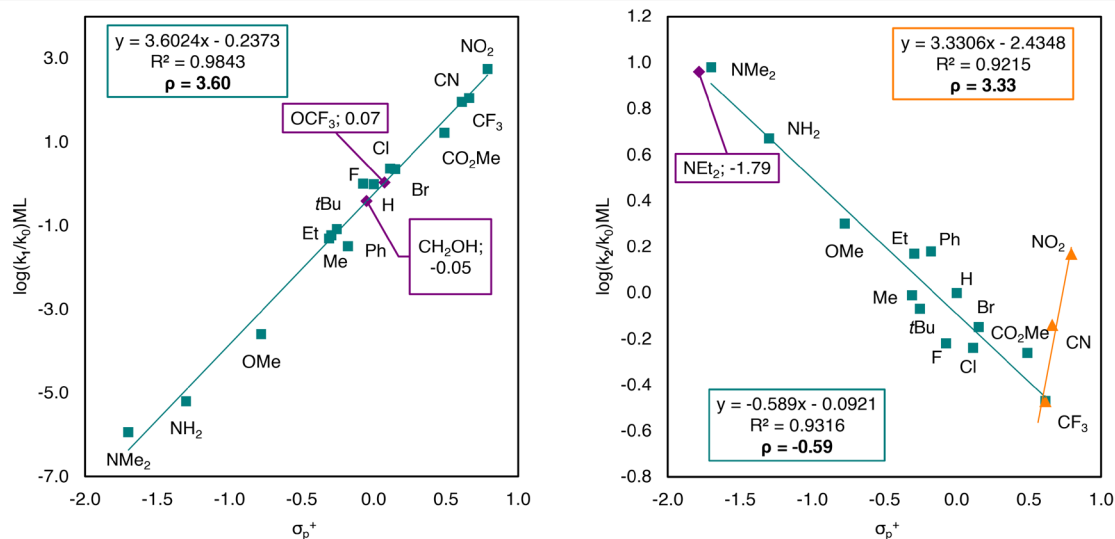 y = 3.6024x - 0.2373
R² = 0.9843
ρ = 3.60
NO₂
CN
CF₃
CO₂Me
OCF₃; 0.07
Cl
Br
F
H
tBu
Et
Me
Ph
CH₂OH;
-0.05
OMe
NH₂
NMe₂
log(k₁/k₀)ML
3.0
1.0
-1.0
-3.0
-5.0
-7.0
-2.0 -1.5 -1.0 -0.5 0.0 0.5 1.0
σₚ⁺
y = 3.3306x - 2.4348
R² = 0.9215
ρ = 3.33
NMe₂
NH₂
NEt₂; -1.79
OMe
Et
Ph
NO₂
H
Me
Br
tBu
CO₂Me
F
Cl
CN
CF₃
y = -0.589x - 0.0921
R² = 0.9316
ρ = -0.59
log(k₂/k₀)ML
1.2
1.0
0.8
0.6
0.4
0.2
0.0
-0.2
-0.4
-0.6
-0.8
-2.0 -1.5 -1.0 -0.5 0.0 0.5 1.0
σₚ⁺